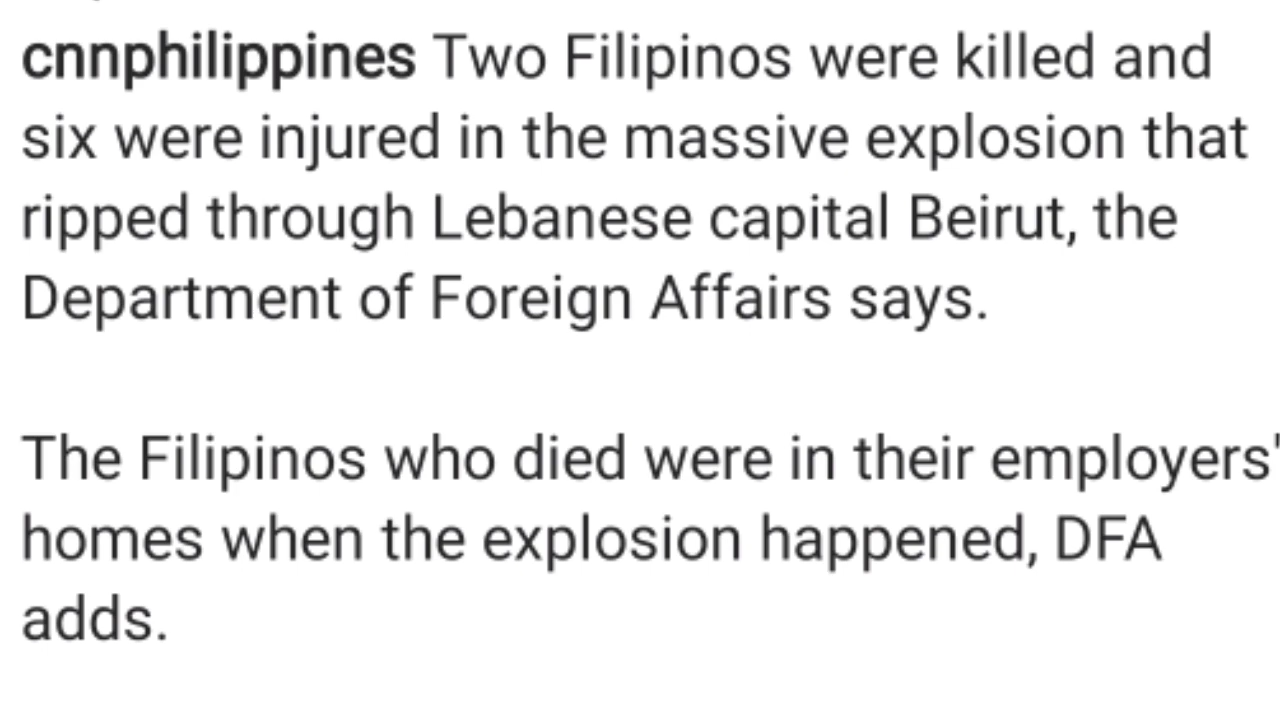 cnnphilippines Two Filipinos were killed and
six were injured in the massive explosion that
ripped through Lebanese capital Beirut, the
Department of Foreign Affairs says.
The Filipinos who died were in their employers'
homes when the explosion happened, DFA
adds.